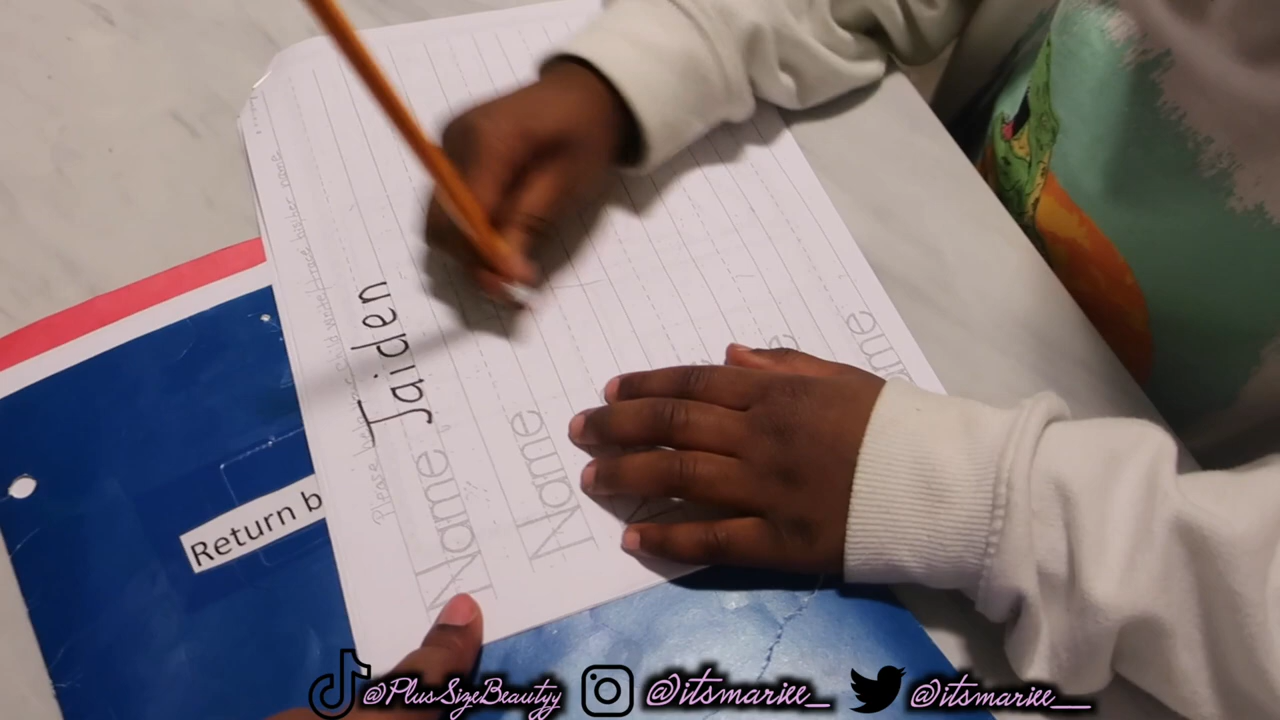 Please help your child write/trace his/her name
Jaiden
Name
Name
Name
Return b
@PlusSizeBeautyy @itsmariee_ @itsmariee__